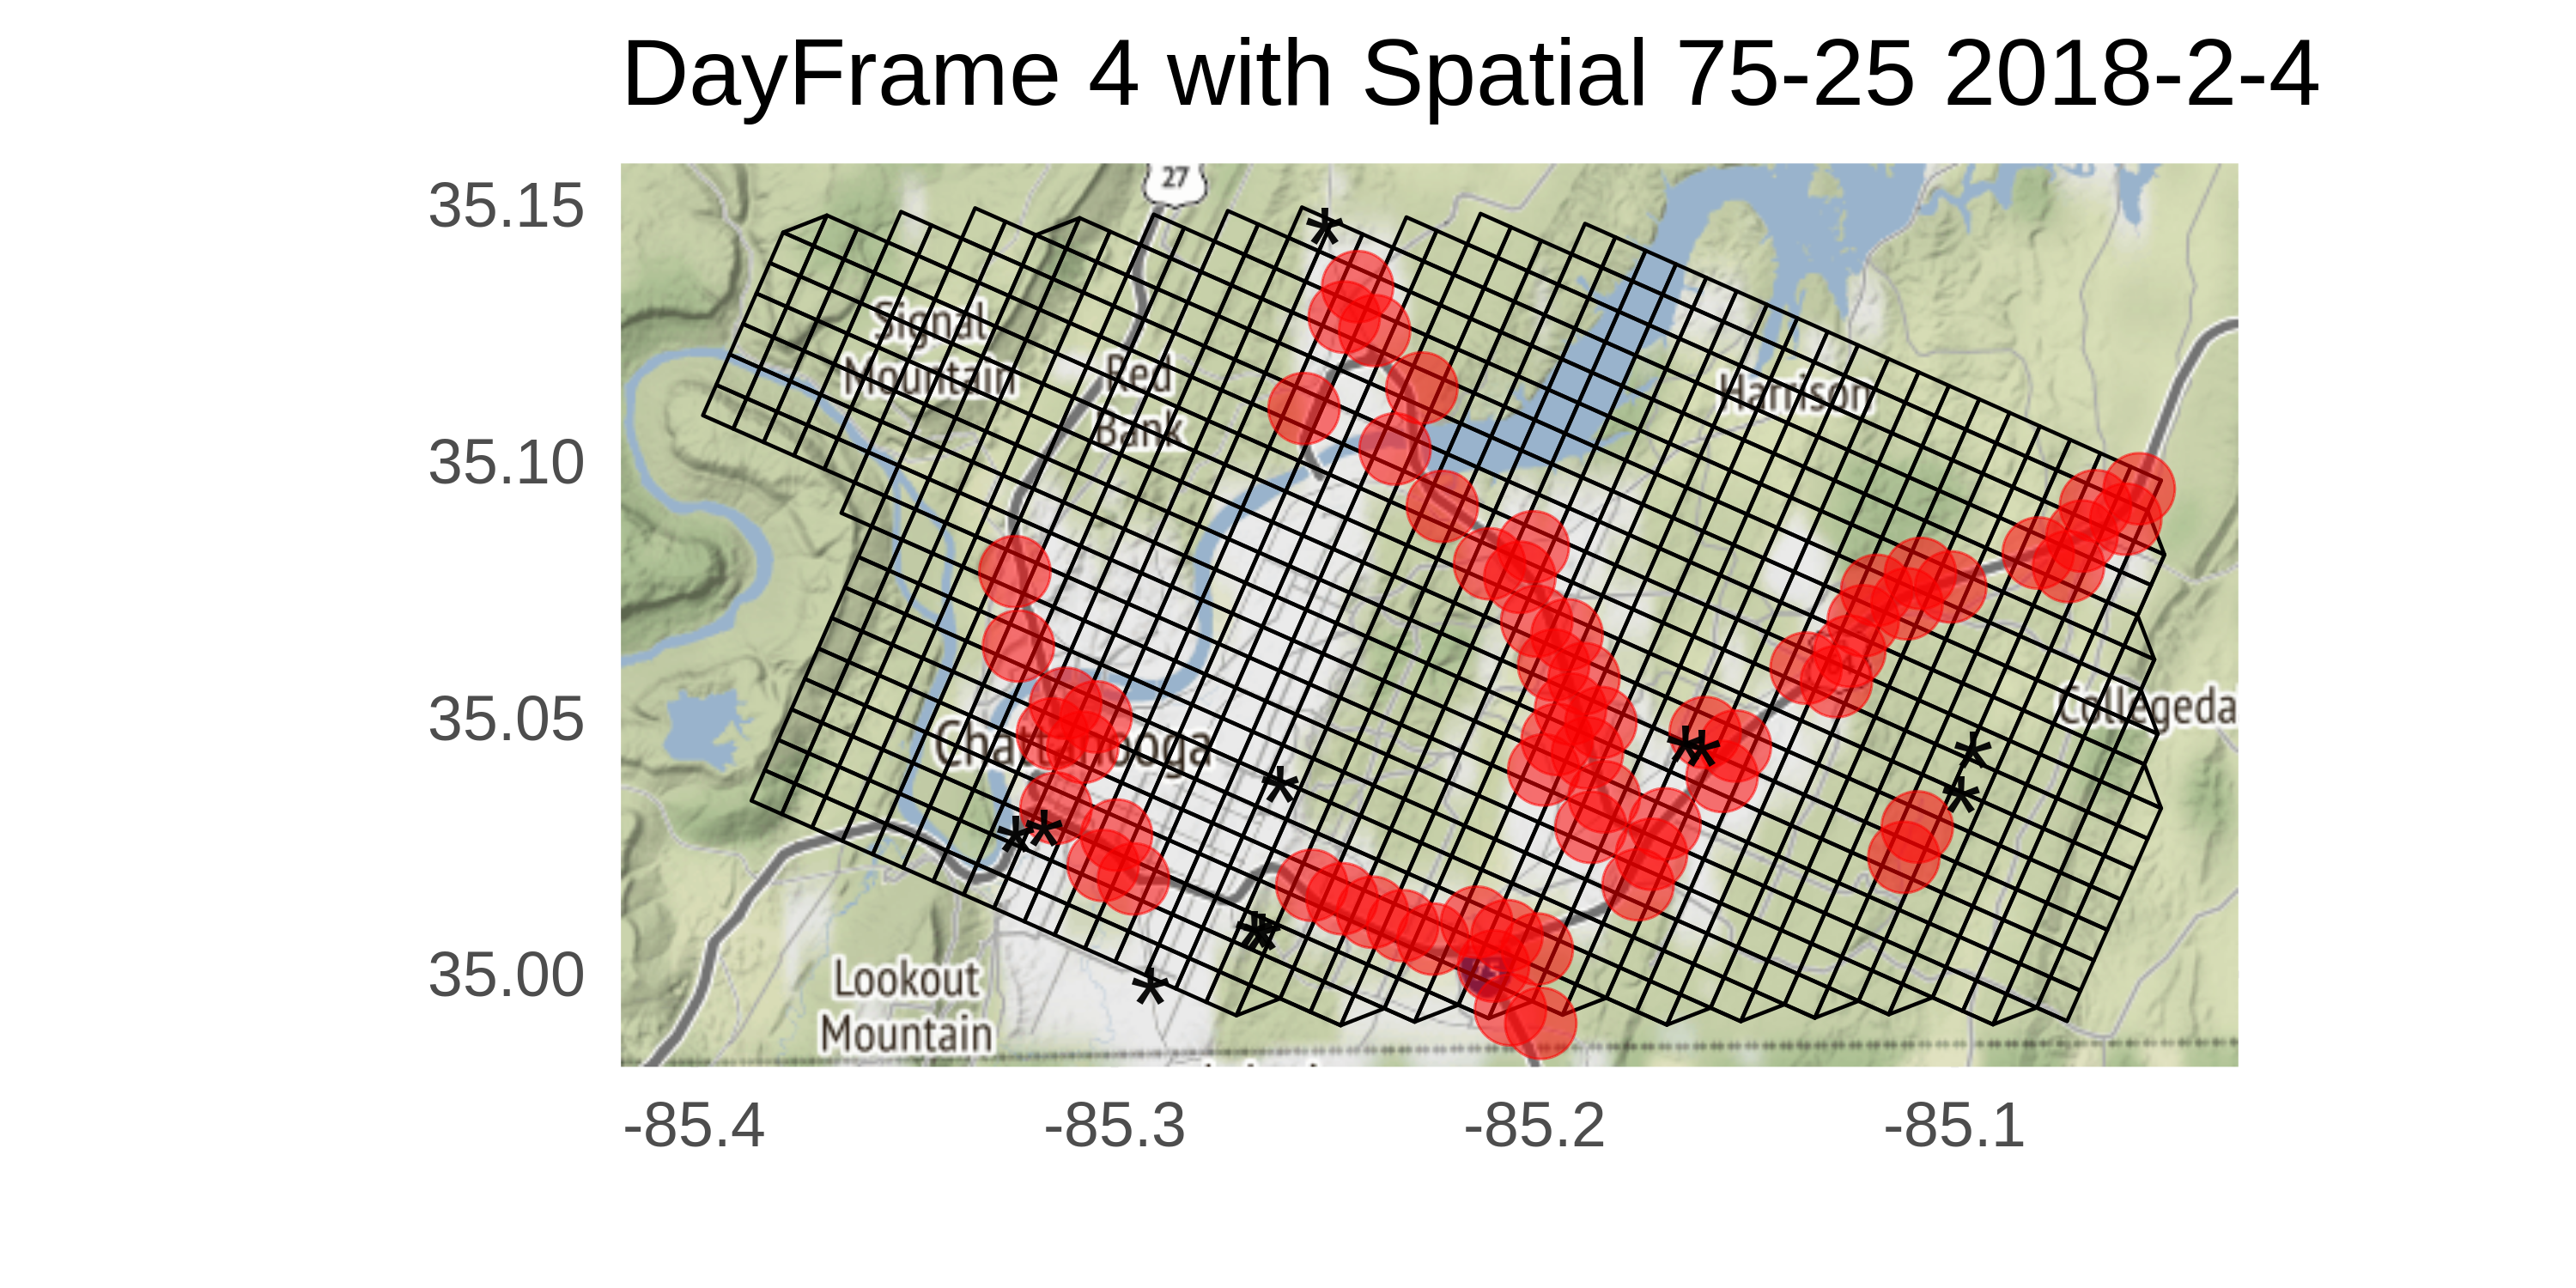 DayFrame 4 with Spatial 75-25 2018-2-4
35.15
35.10
35.05
35.00
27
Signal
Mountain
Red
Bank
Harrison
Chattanooga
Collegeda
Lookout
Mountain
-85.4
-85.3
-85.2
-85.1